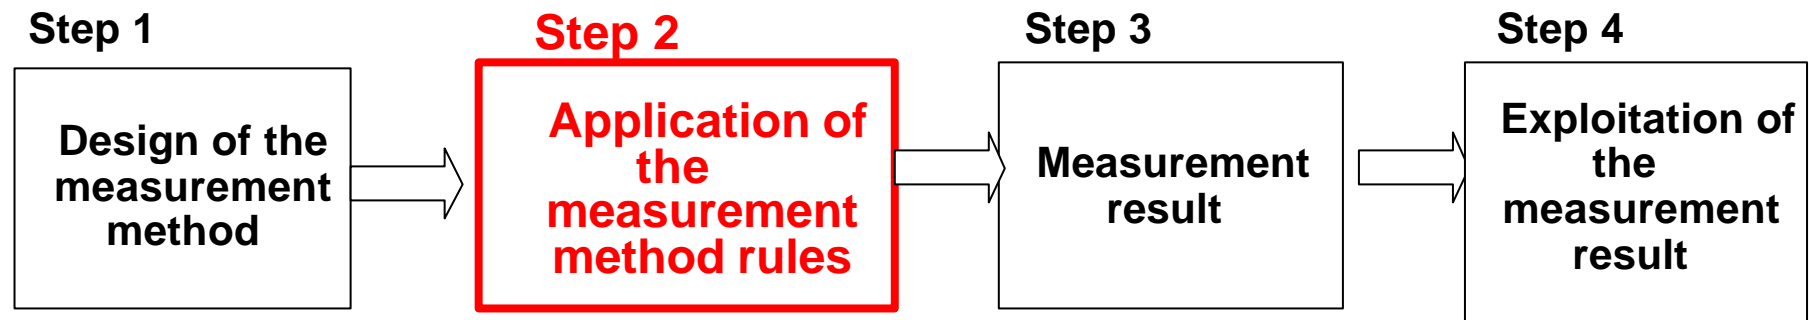 Step 1
Design of the
measurement
method
Step 2
Application of
the
measurement
method rules
Step 3
Measurement
result
Step 4
Exploitation of
the
measurement
result